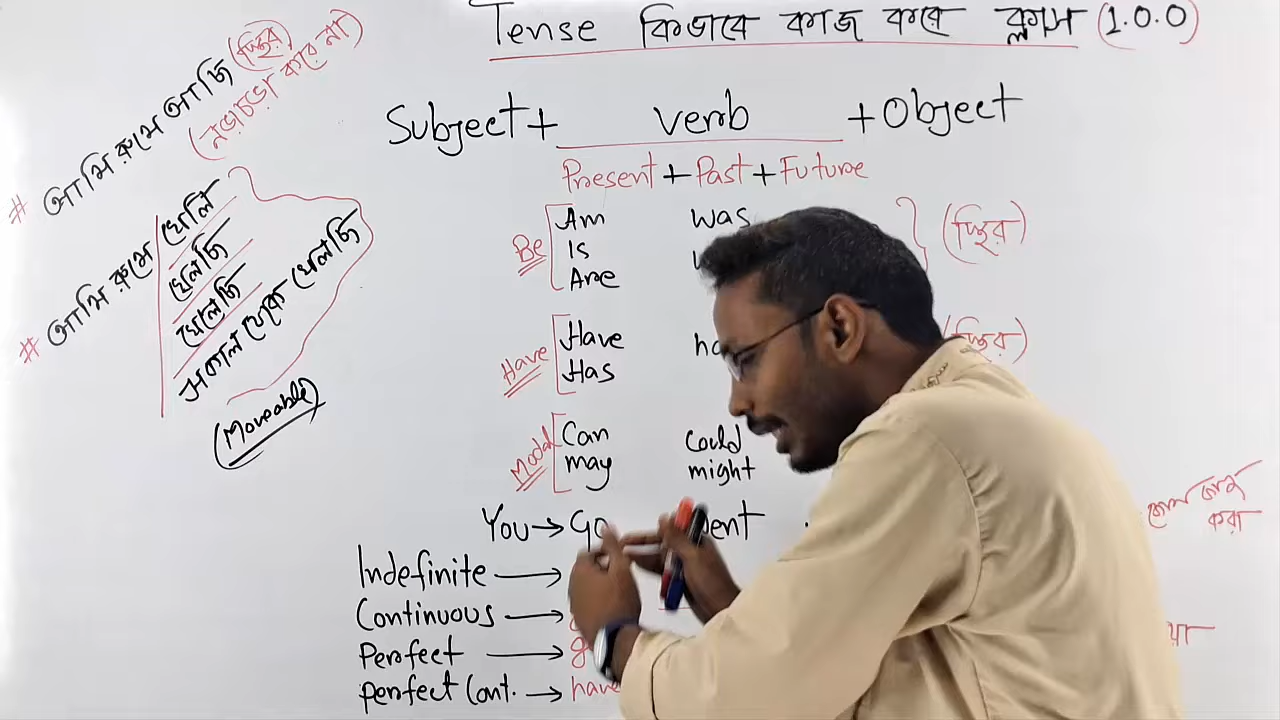 Tense কিভাবে কাজ করে ক্লাস (1.0.0)
Subject + verb + Object
Present + Past + Future
Be Am was
Is
Are
(স্থির)
Have Have
Has
(স্থির)
Modal Can Could
may might
You → Go went
Indefinite →
Continuous →
Perfect →
Perfect Cont. → have
করা
# আমি রুমে আছি (স্থির)
(নড়াচড়া করে না)
# আমি রুমে খেলি
খেলছি
খেলেছি
সকাল থেকে খেলছি
(Moveable)